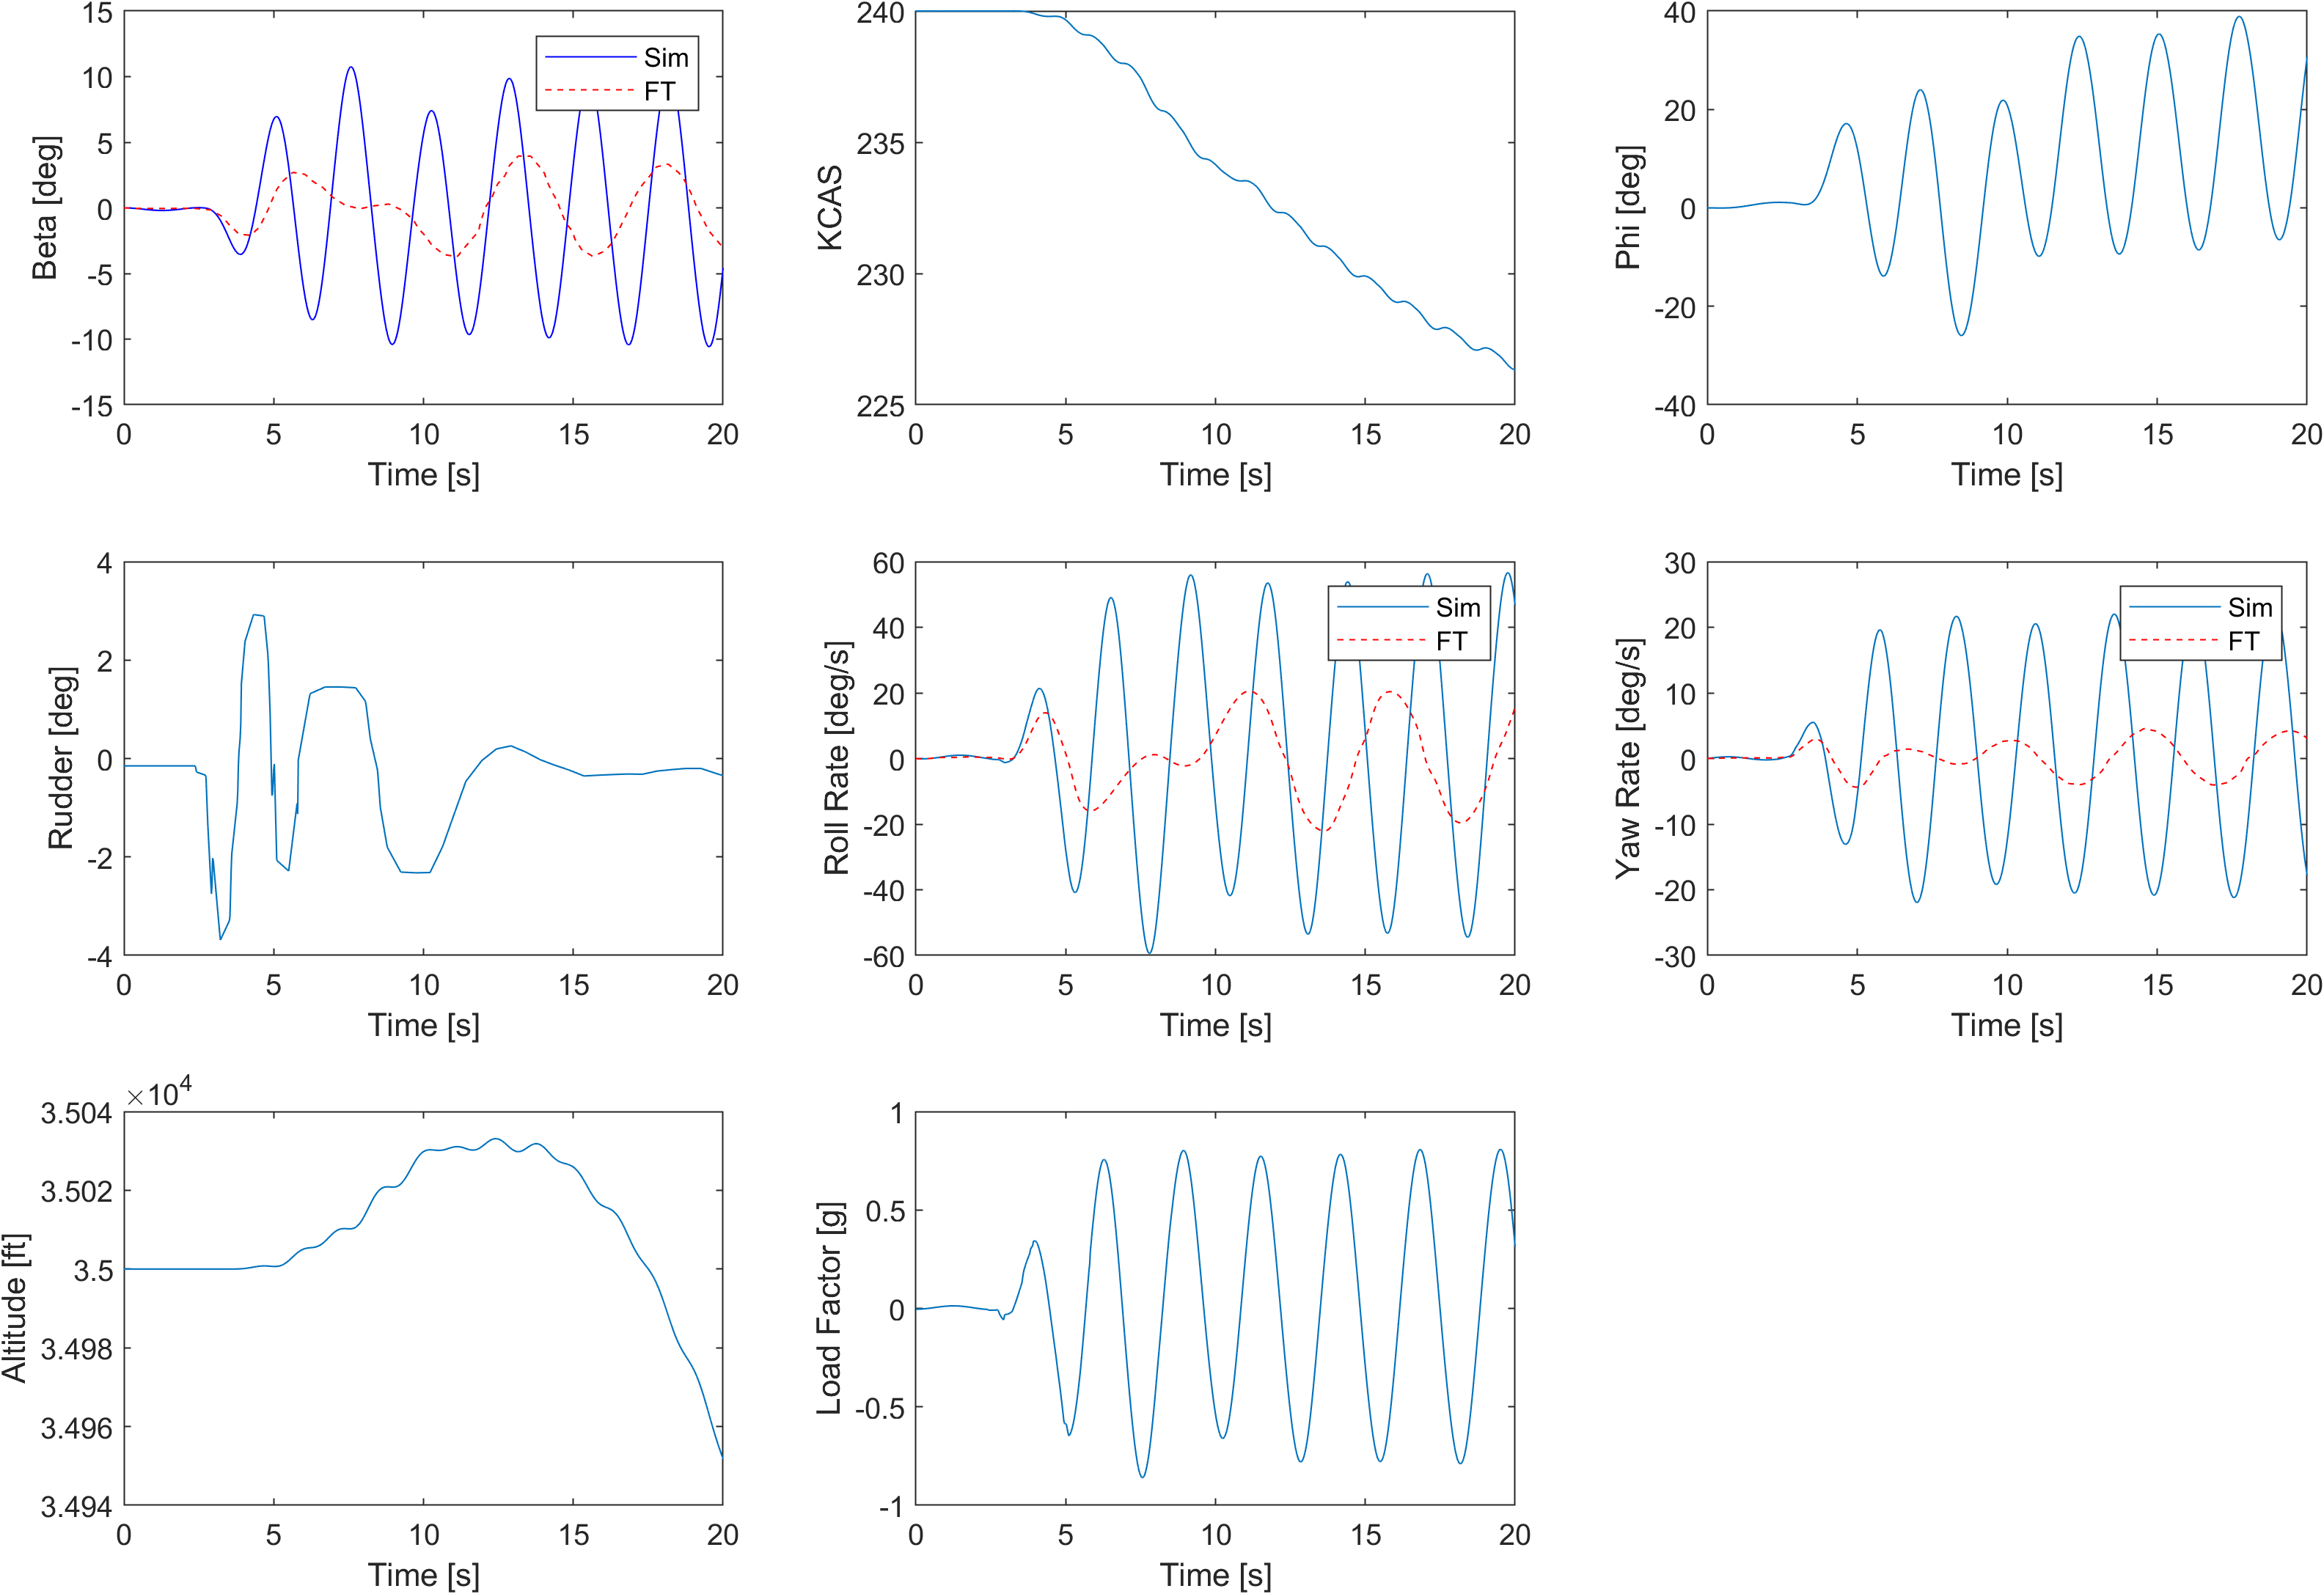 15
10
5
0
-5
-10
-15
Beta [deg]
Sim
FT
0 5 10 15 20
Time [s]
240
235
230
225
KCAS
0 5 10 15 20
Time [s]
40
20
0
-20
-40
Phi [deg]
0 5 10 15 20
Time [s]
4
2
0
-2
-4
Rudder [deg]
0 5 10 15 20
Time [s]
60
40
20
0
-20
-40
-60
Roll Rate [deg/s]
Sim
FT
0 5 10 15 20
Time [s]
30
20
10
0
-10
-20
-30
Yaw Rate [deg/s]
Sim
FT
0 5 10 15 20
Time [s]
×10⁴
3.504
3.502
3.5
3.498
3.496
3.494
Altitude [ft]
0 5 10 15 20
Time [s]
1
0.5
0
-0.5
-1
Load Factor [g]
0 5 10 15 20
Time [s]